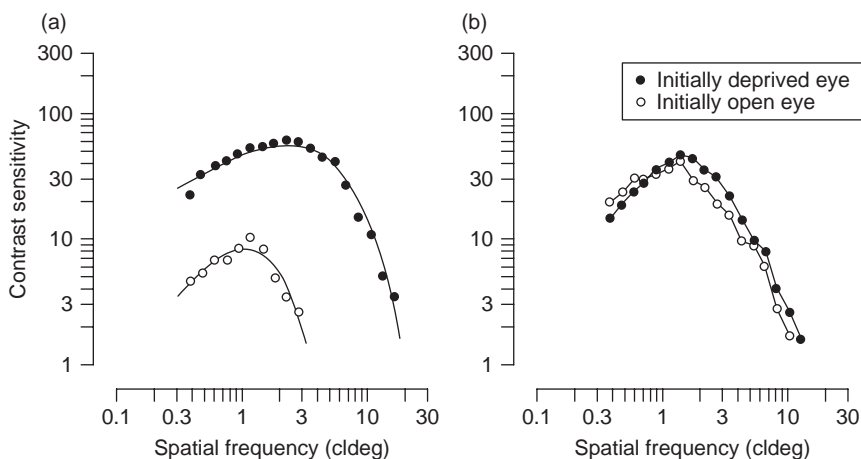 (a)
(b)
300
100
30
10
3
1
Contrast sensitivity
0.1 0.3 1 3 10 30
Spatial frequency (cldeg)
300
100
30
10
3
1
Initially deprived eye
Initially open eye
0.1 0.3 1 3 10 30
Spatial frequency (cldeg)